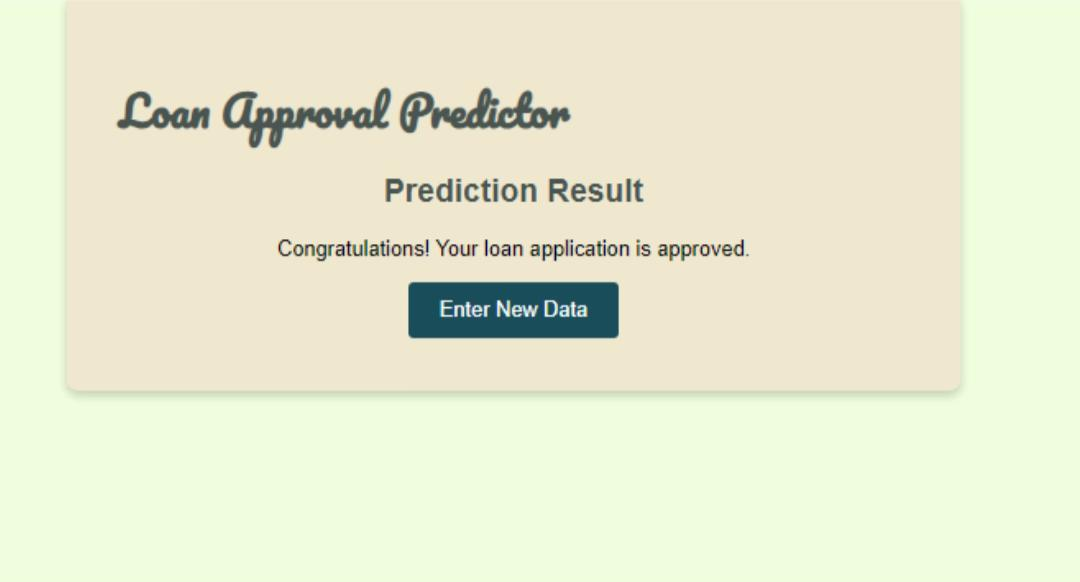 Loan Approval Predictor
Prediction Result
Congratulations! Your loan application is approved.
Enter New Data